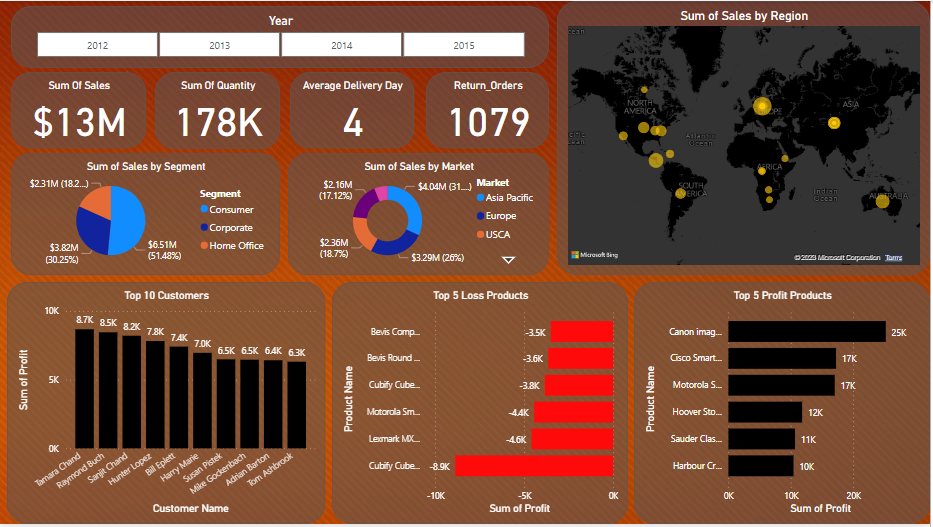 Year
2012 2013 2014 2015
Sum Of Sales
$13M
Sum Of Quantity
178K
Average Delivery Day
4
Return_Orders
1079
Sum of Sales by Region
NORTH
AMERICA
Atlantic
Ocean
ASIA
AFRICA
SOUTH
AMERICA
Indian
Ocean
AUSTRALIA
Microsoft Bing
© 2023 Microsoft Corporation Terms
Sum of Sales by Segment
$2.31M (18.2...)
$3.82M
(30.25%)
$6.51M
(51.48%)
Segment
Consumer
Corporate
Home Office
Sum of Sales by Market
$2.16M
(17.12%)
$4.04M (31....)
$2.36M
(18.7%)
$3.29M (26%)
Market
Asia Pacific
Europe
USCA
Top 10 Customers
Sum of Profit
10K
5K
0K
8.7K
8.5K
8.2K
7.8K
7.4K
7.0K
6.5K
6.5K
6.4K
6.3K
Tamara Chand
Raymond Buch
Sanjit Chand
Hunter Lopez
Bill Eplett
Harry Marie
Susan Pistek
Mike Gockenbach
Adrian Barton
Tom Ashbrook
Customer Name
Top 5 Loss Products
Product Name
Bevis Comp... -3.5K
Bevis Round ... -3.6K
Cubify Cube... -3.8K
Motorola Sm... -4.4K
Lexmark MX... -4.6K
Cubify Cube... -8.9K
-10K -5K 0K
Sum of Profit
Top 5 Profit Products
Product Name
Canon imag... 25K
Cisco Smart... 17K
Motorola S... 17K
Hoover Sto... 12K
Sauder Clas... 11K
Harbour Cr... 10K
0K 10K 20K
Sum of Profit